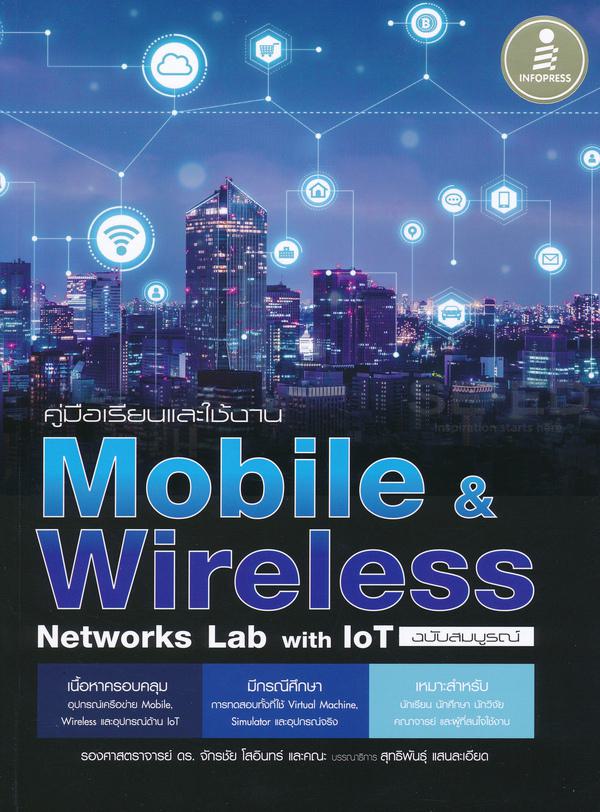 INFOPRESS
SE-ED
Inspiration starts here
คู่มือเรียนและใช้งาน
Mobile &
Wireless
Networks Lab with IoT ฉบับสมบูรณ์
เนื้อหาครอบคลุม
อุปกรณ์เครือข่าย Mobile,
Wireless และอุปกรณ์ด้าน IoT
มีกรณีศึกษา
การทดสอบทั้งที่ใช้ Virtual Machine,
Simulator และอุปกรณ์จริง
เหมาะสำหรับ
นักเรียน นักศึกษา นักวิจัย
คณาจารย์ และผู้ที่สนใจใช้งาน
รองศาสตราจารย์ ดร. จักรชัย โสอินทร์ และคณะ บรรณาธิการ สุทธิพันธุ์ แสนละเอียด